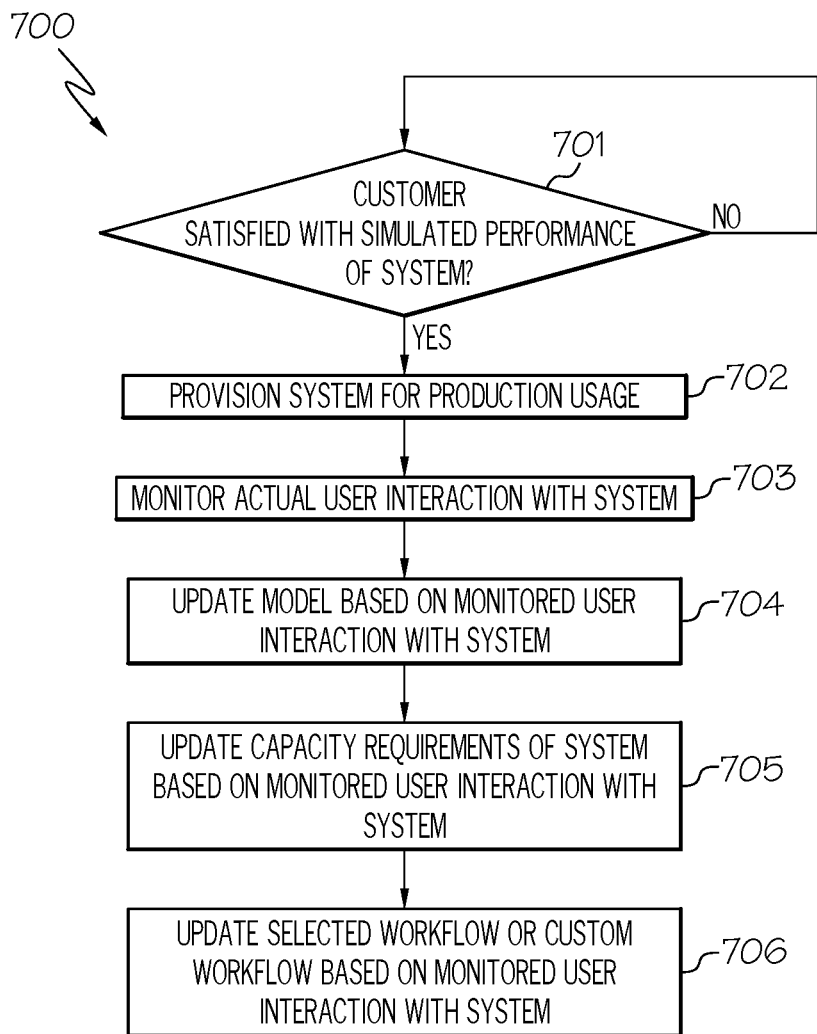 700
701
CUSTOMER
SATISFIED WITH SIMULATED PERFORMANCE
OF SYSTEM?
NO
YES
PROVISION SYSTEM FOR PRODUCTION USAGE
702
MONITOR ACTUAL USER INTERACTION WITH SYSTEM
703
UPDATE MODEL BASED ON MONITORED USER
INTERACTION WITH SYSTEM
704
UPDATE CAPACITY REQUIREMENTS OF SYSTEM
BASED ON MONITORED USER INTERACTION WITH
SYSTEM
705
UPDATE SELECTED WORKFLOW OR CUSTOM
WORKFLOW BASED ON MONITORED USER
INTERACTION WITH SYSTEM
706